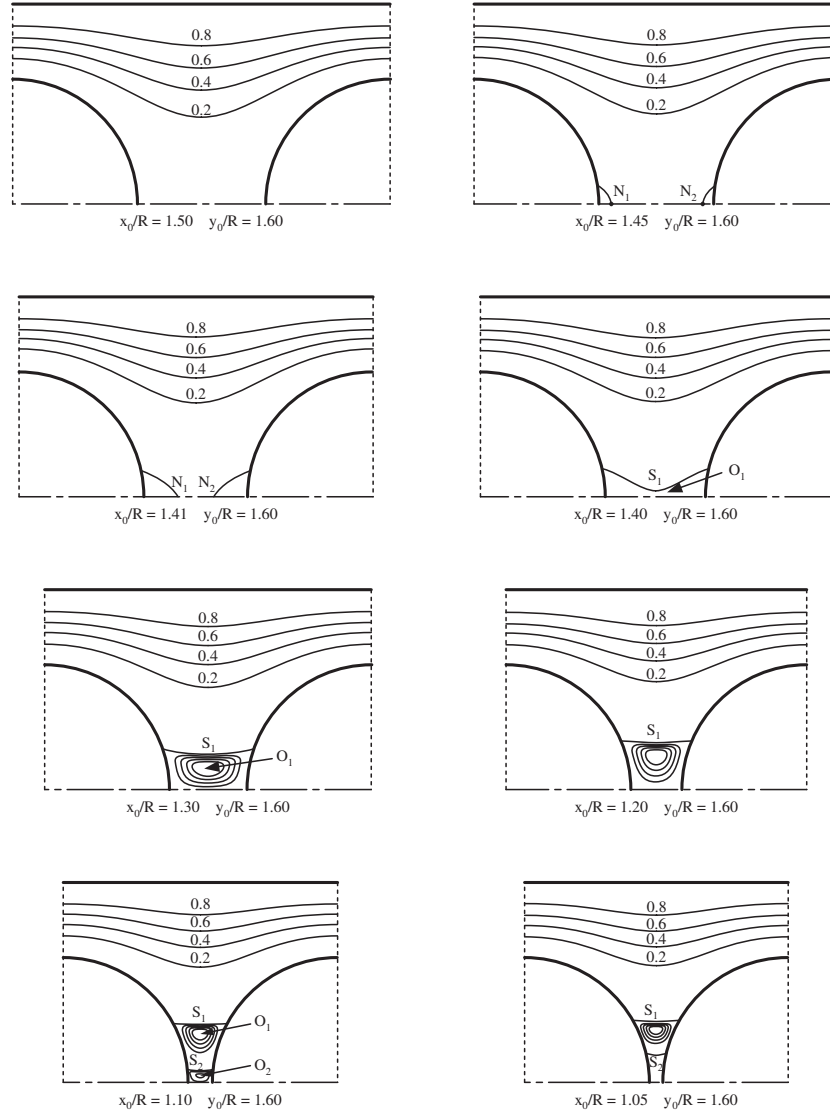 0.8
0.6
0.4
0.2
x₀/R = 1.50 y₀/R = 1.60
0.8
0.6
0.4
0.2
N₁ N₂
x₀/R = 1.45 y₀/R = 1.60
0.8
0.6
0.4
0.2
N₁ N₂
x₀/R = 1.41 y₀/R = 1.60
0.8
0.6
0.4
0.2
S₁ O₁
x₀/R = 1.40 y₀/R = 1.60
0.8
0.6
0.4
0.2
S₁
O₁
x₀/R = 1.30 y₀/R = 1.60
0.8
0.6
0.4
0.2
S₁
x₀/R = 1.20 y₀/R = 1.60
0.8
0.6
0.4
0.2
S₁
O₁
S₂
O₂
x₀/R = 1.10 y₀/R = 1.60
0.8
0.6
0.4
0.2
S₁
S₂
x₀/R = 1.05 y₀/R = 1.60